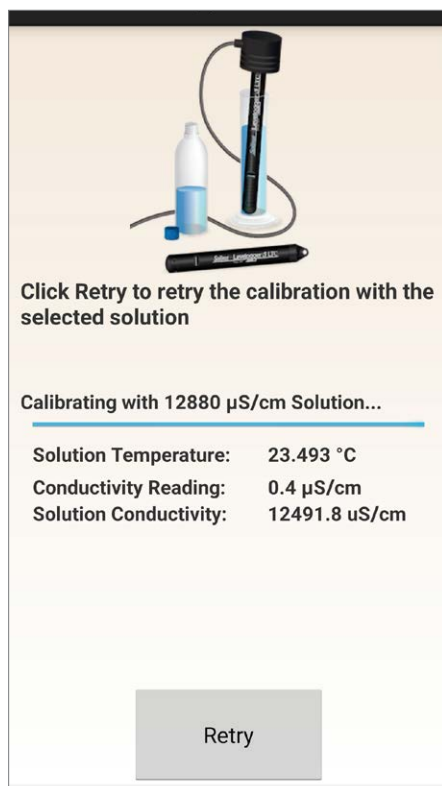 Click Retry to retry the calibration with the
selected solution
Calibrating with 12880 µS/cm Solution...
Solution Temperature: 23.493 °C
Conductivity Reading: 0.4 µS/cm
Solution Conductivity: 12491.8 uS/cm
Retry